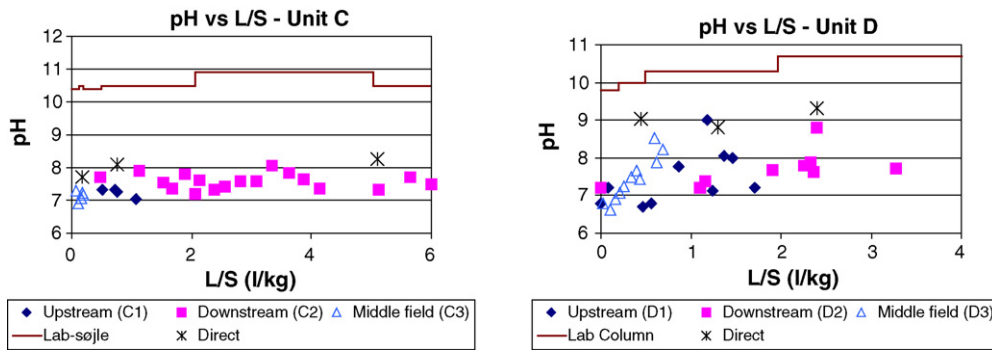 pH vs L/S - Unit C
12
11
10
9
8
7
6
pH
0
2
4
6
L/S (l/kg)
Upstream (C1)
Downstream (C2)
Middle field (C3)
Lab-søjle
Direct
pH vs L/S - Unit D
11
10
9
8
7
6
pH
0
1
2
3
4
L/S (l/kg)
Upstream (D1)
Downstream (D2)
Middle field (D3)
Lab Column
Direct